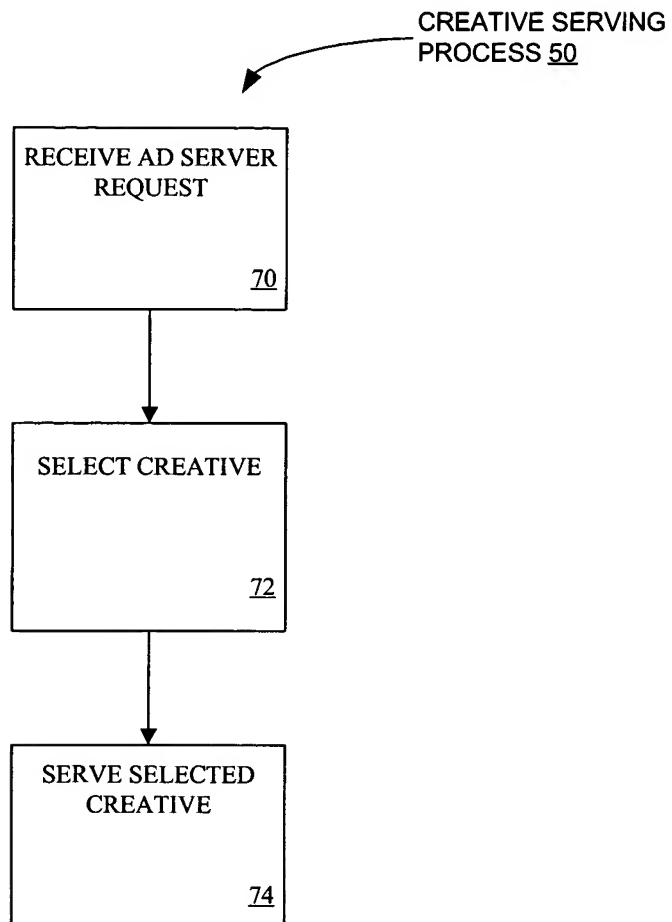 CREATIVE SERVING
PROCESS 50
RECEIVE AD SERVER
REQUEST
70
SELECT CREATIVE
72
SERVE SELECTED
CREATIVE
74